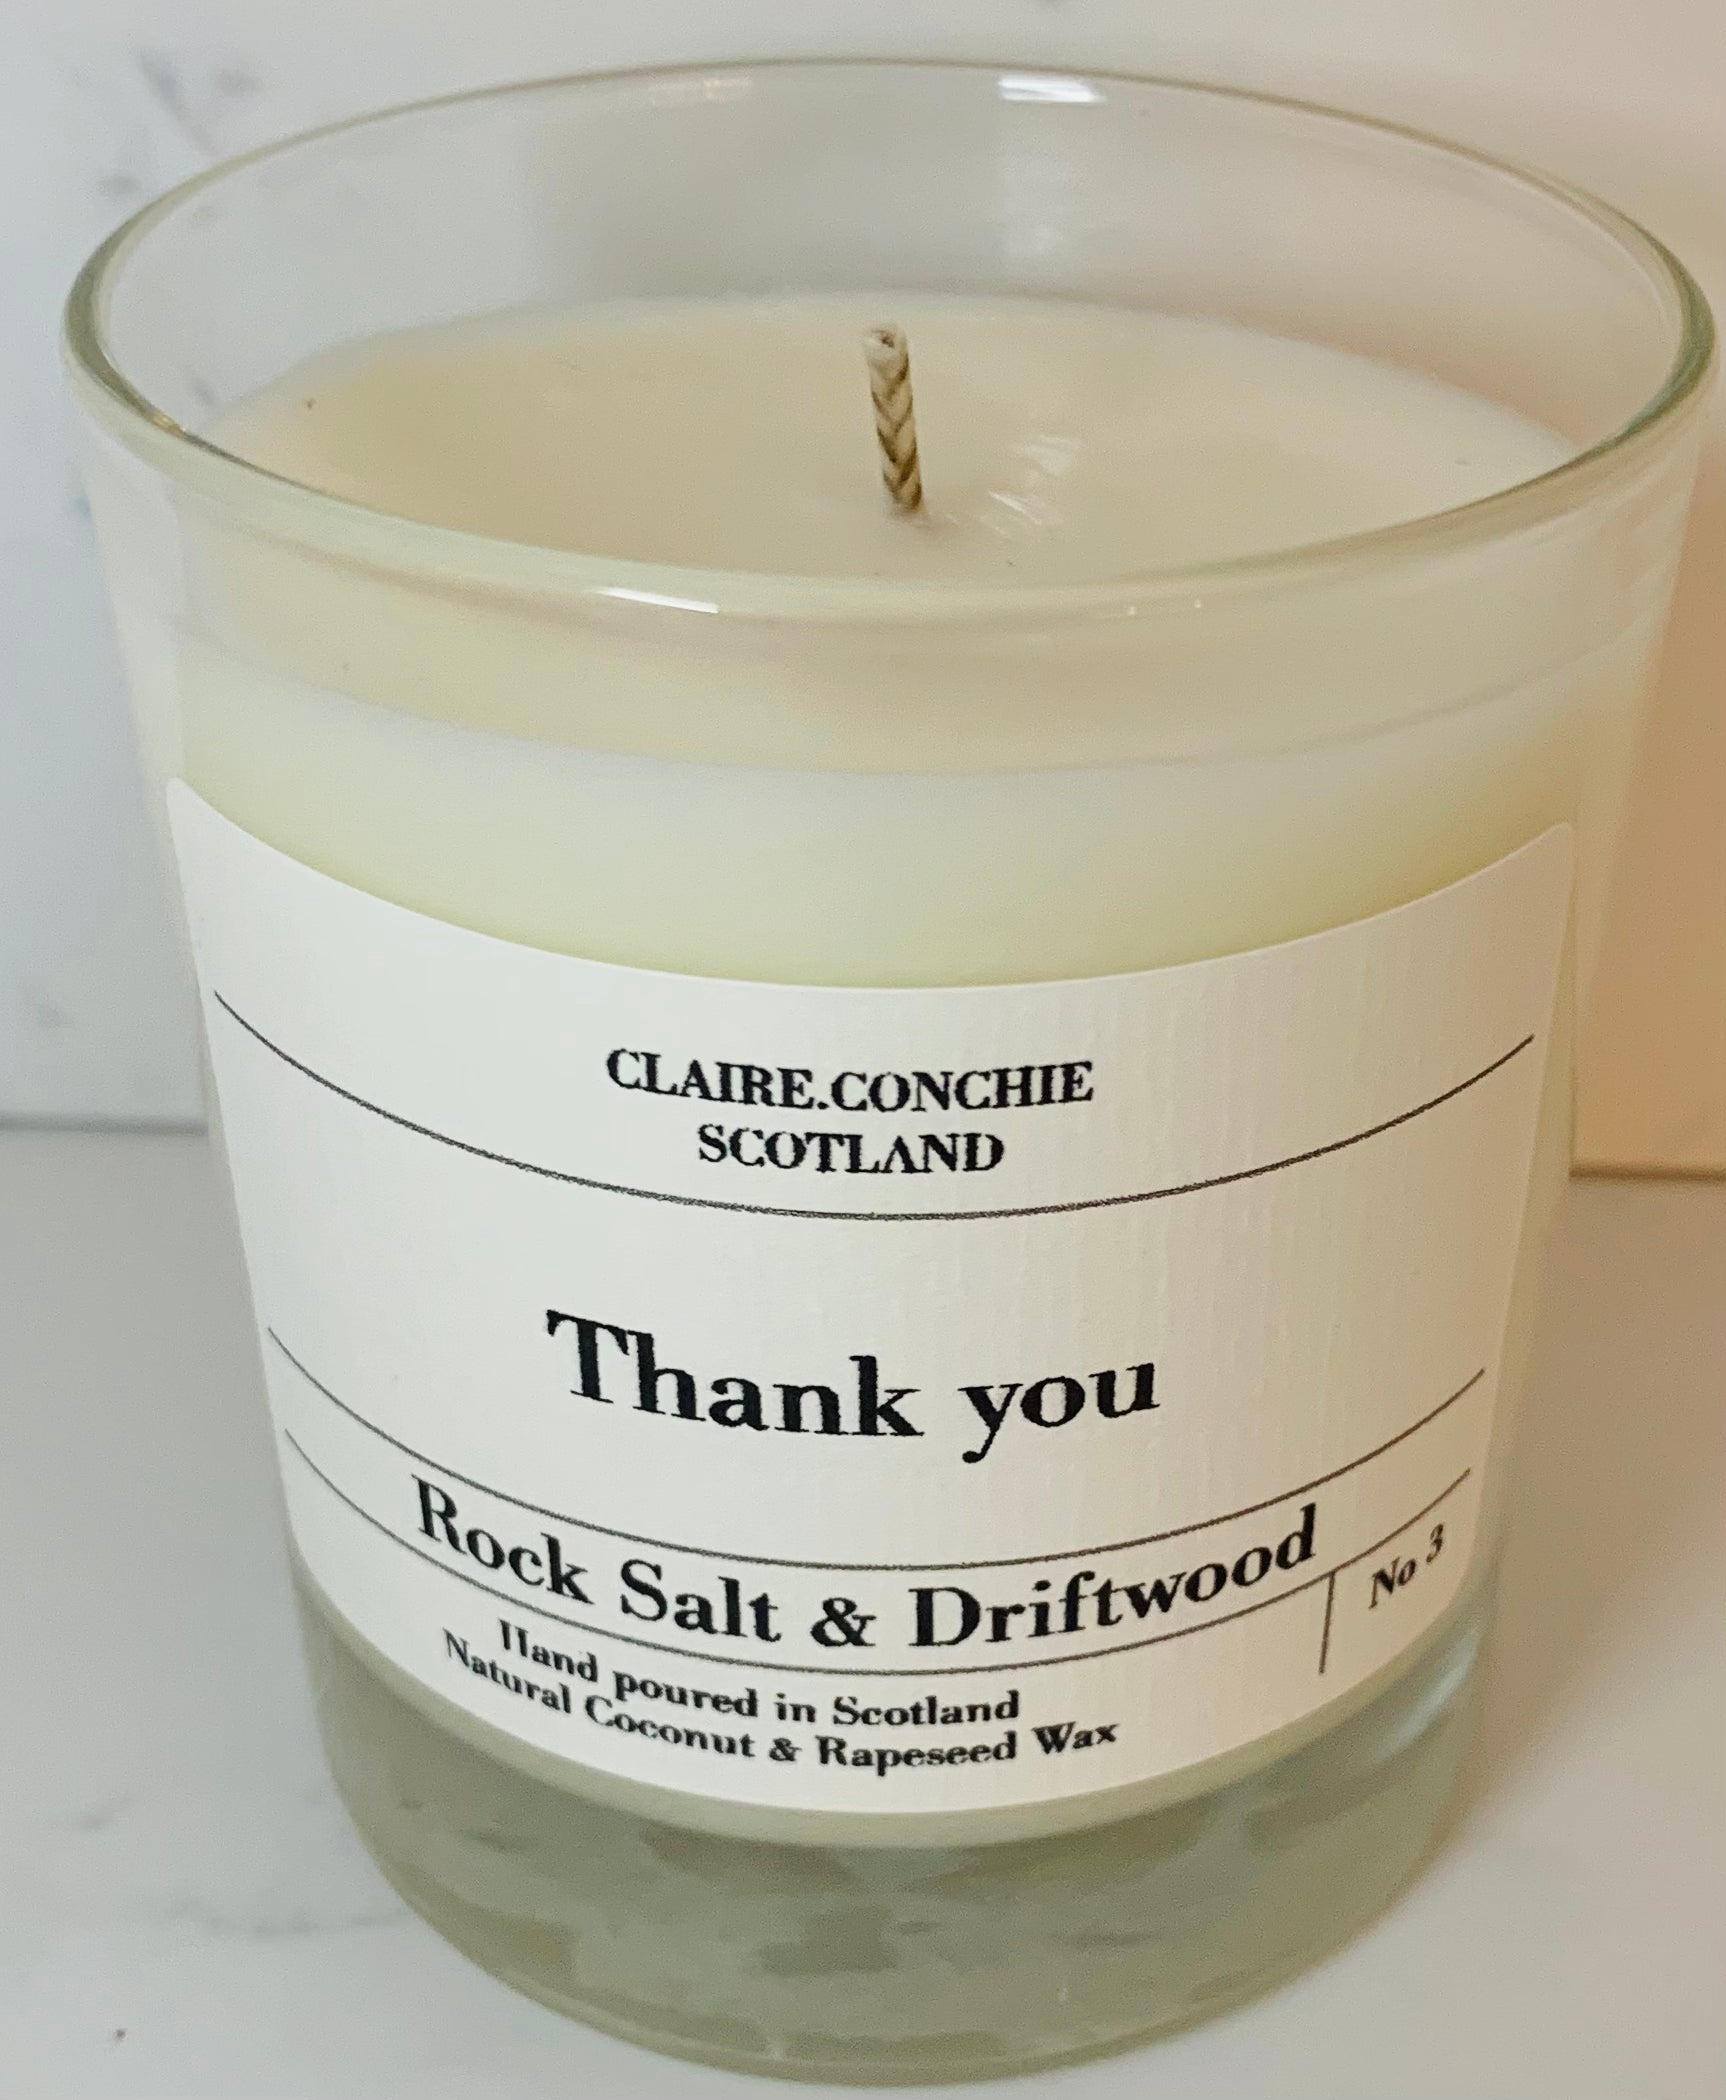 CLAIRE.CONCHIE
SCOTLAND
Thank you
Rock Salt & Driftwood
No 3
Hand poured in Scotland
Natural Coconut & Rapeseed Wax